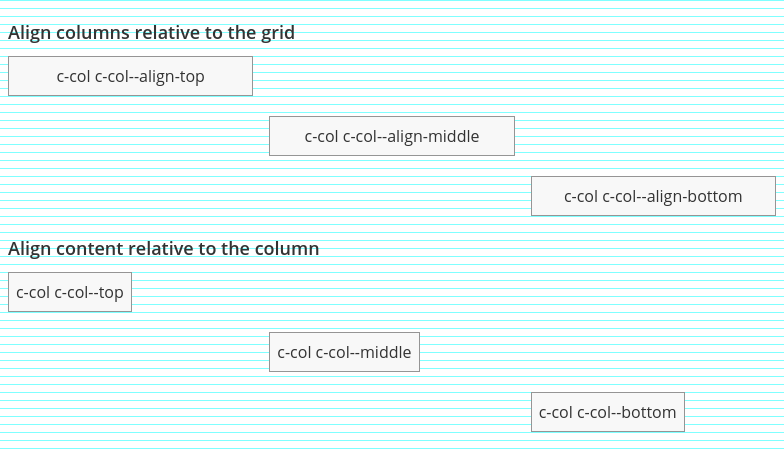 Align columns relative to the grid
c-col c-col--align-top
c-col c-col--align-middle
c-col c-col--align-bottom
Align content relative to the column
c-col c-col--top
c-col c-col--middle
c-col c-col--bottom